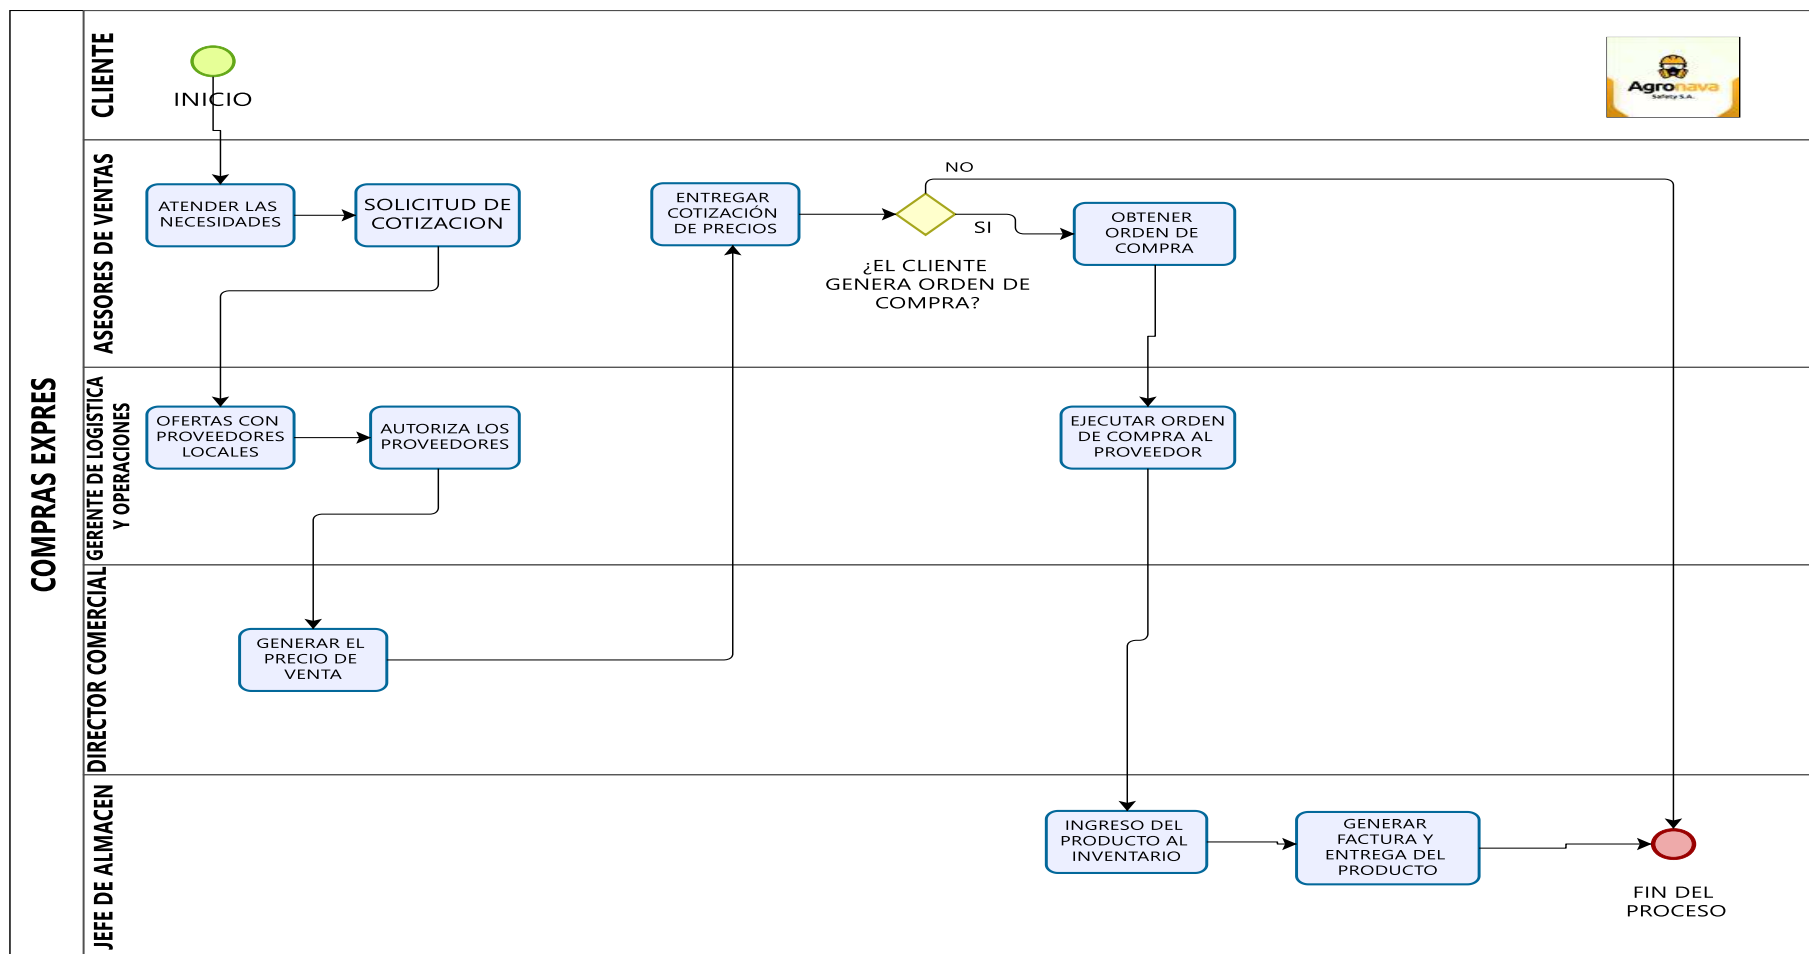 COMPRAS EXPRES
CLIENTE
INICIO
Agronava
Safety S.A.
ASESORES DE VENTAS
ATENDER LAS
NECESIDADES
SOLICITUD DE
COTIZACION
ENTREGAR
COTIZACIÓN
DE PRECIOS
NO
SI
¿EL CLIENTE
GENERA ORDEN DE
COMPRA?
OBTENER
ORDEN DE
COMPRA
GERENTE DE LOGISTICA
Y OPERACIONES
OFERTAS CON
PROVEEDORES
LOCALES
AUTORIZA LOS
PROVEEDORES
EJECUTAR ORDEN
DE COMPRA AL
PROVEEDOR
DIRECTOR COMERCIAL
GENERAR EL
PRECIO DE
VENTA
JEFE DE ALMACEN
INGRESO DEL
PRODUCTO AL
INVENTARIO
GENERAR
FACTURA Y
ENTREGA DEL
PRODUCTO
FIN DEL
PROCESO